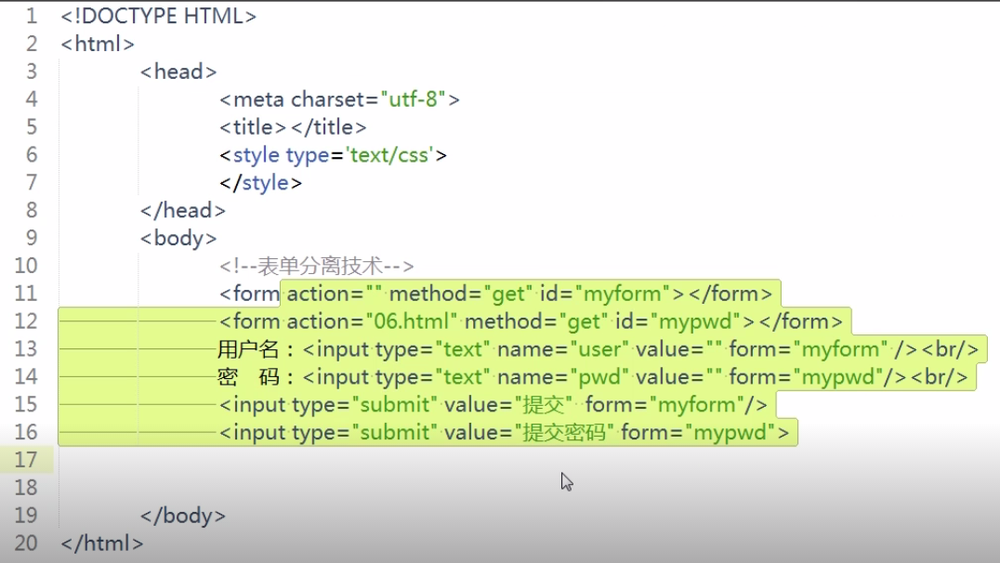 1 <!DOCTYPE HTML>
2 <html>
3 <head>
4 <meta charset="utf-8">
5 <title></title>
6 <style type='text/css'>
7 </style>
8 </head>
9 <body>
10 <!--表单分离技术-->
11 <form action="" method="get" id="myform"></form>
12 <form action="06.html" method="get" id="mypwd"></form>
13 用户名：<input type="text" name="user" value="" form="myform" /><br/>
14 密　码：<input type="text" name="pwd" value="" form="mypwd"/><br/>
15 <input type="submit" value="提交"  form="myform"/>
16 <input type="submit" value="提交密码" form="mypwd">
17
18
19 </body>
20 </html>